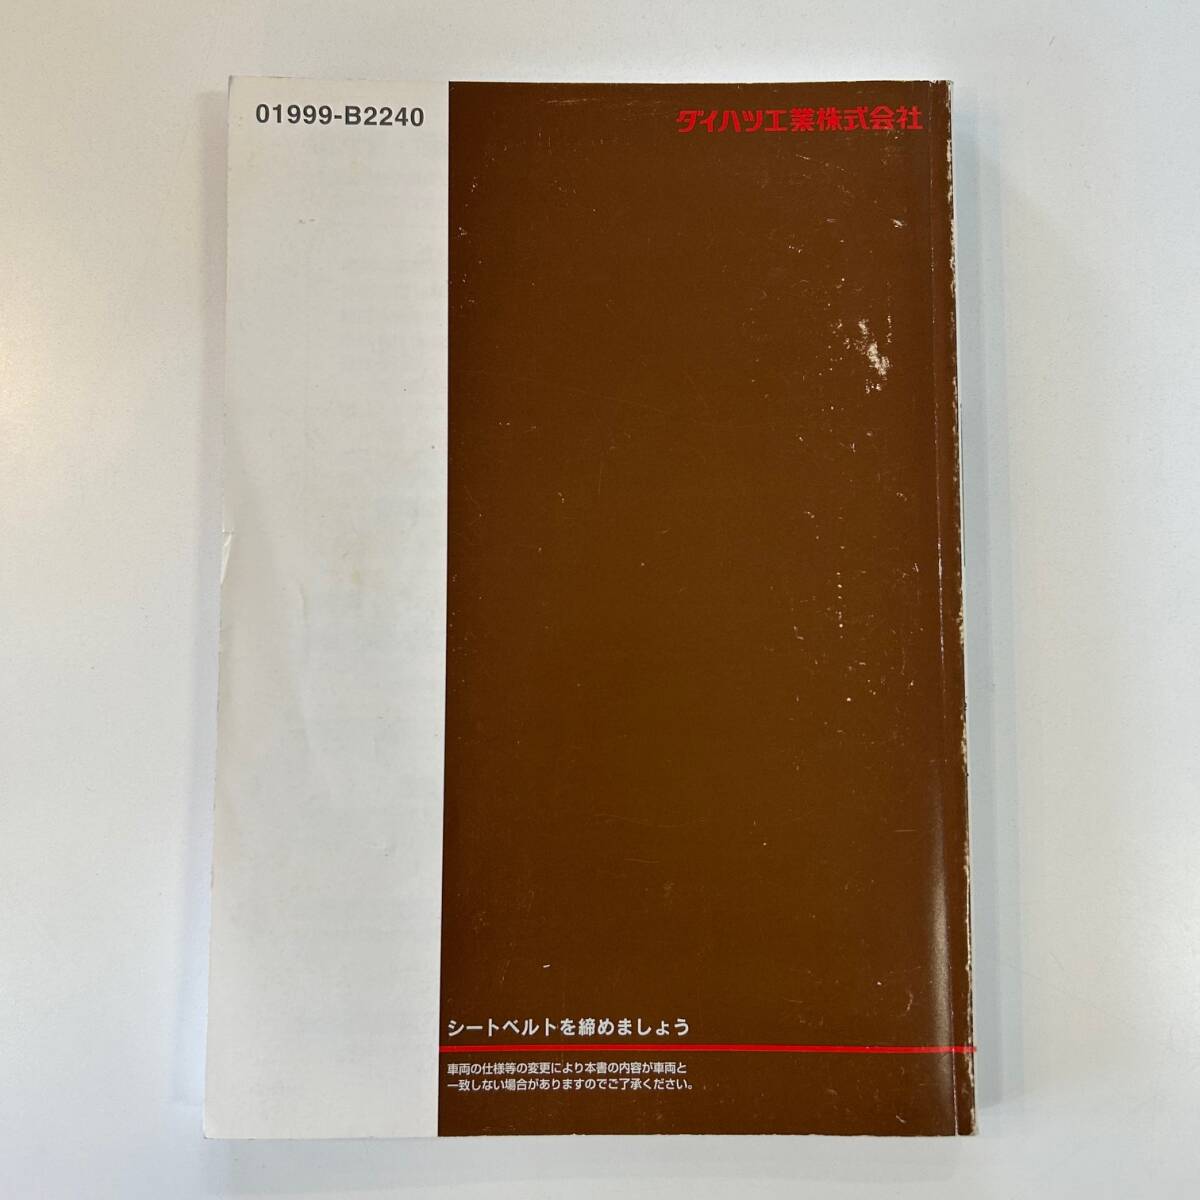 01999-B2240
ダイハツ工業株式会社
シートベルトを締めましょう
車両の仕様等の変更により本書の内容が車両と
一致しない場合がありますのでご了承ください。